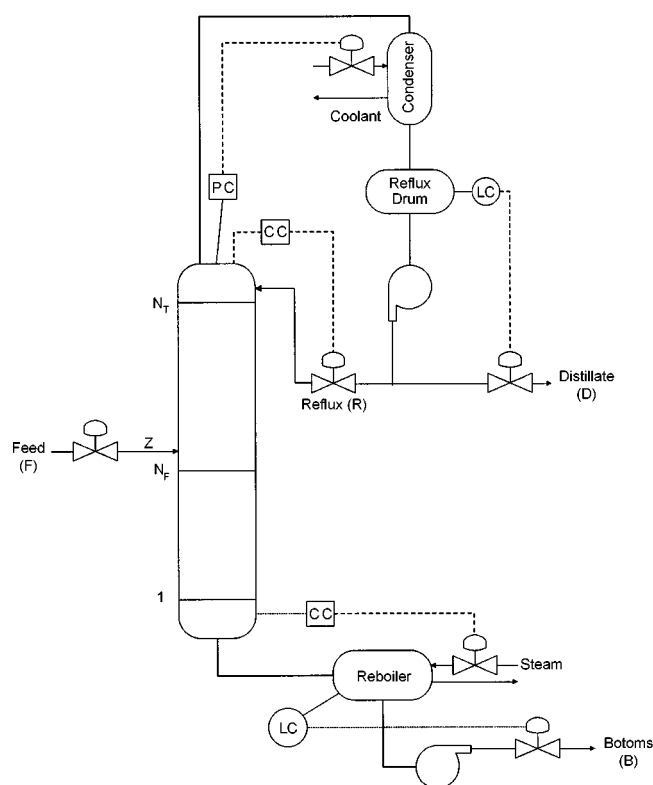 Condenser
Coolant
PC
Reflux
Drum
LC
CC
N_T
Reflux (R)
Distillate
(D)
Feed
(F)
Z
N_F
1
CC
Steam
Reboiler
LC
Botoms
(B)